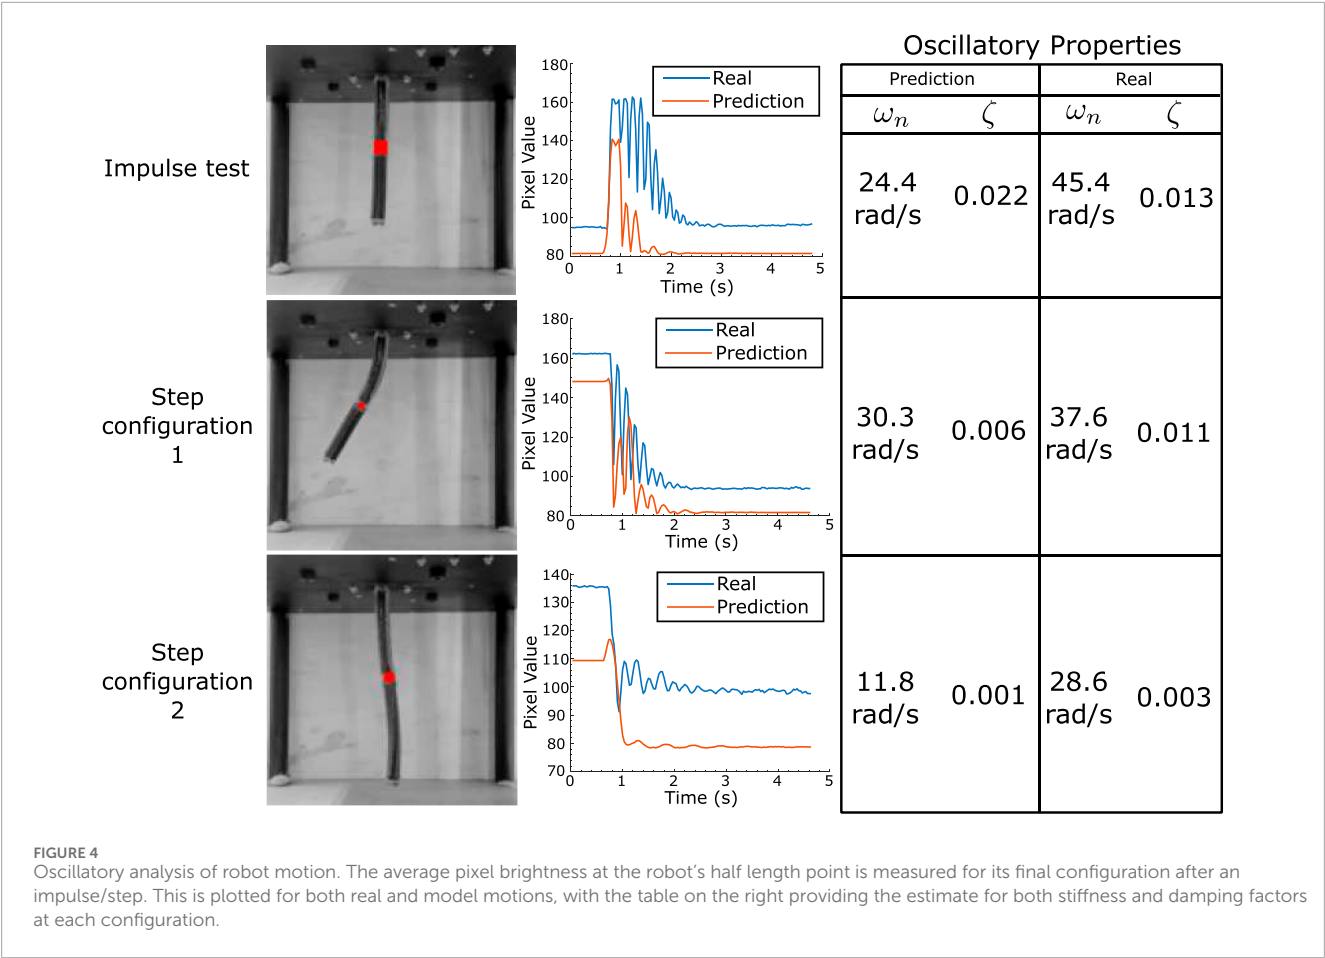 Oscillatory Properties
Prediction Real
ωn ζ ωn ζ
Impulse test
180
160
140
120
100
80
0 1 2 3 4 5
Pixel Value
Time (s)
Real
Prediction
24.4 rad/s
0.022
45.4 rad/s
0.013
Step
configuration
1
180
160
140
120
100
80
0 1 2 3 4 5
Pixel Value
Time (s)
Real
Prediction
30.3 rad/s
0.006
37.6 rad/s
0.011
Step
configuration
2
140
130
120
110
100
90
80
70
0 1 2 3 4 5
Pixel Value
Time (s)
Real
Prediction
11.8 rad/s
0.001
28.6 rad/s
0.003
FIGURE 4
Oscillatory analysis of robot motion. The average pixel brightness at the robot’s half length point is measured for its final configuration after an
impulse/step. This is plotted for both real and model motions, with the table on the right providing the estimate for both stiffness and damping factors
at each configuration.